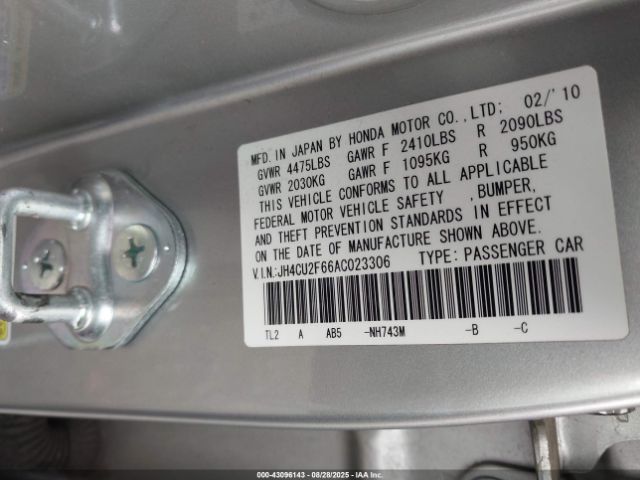 MFD. IN JAPAN BY HONDA MOTOR CO.,LTD; 02/'10
GVWR 4475LBS GAWR F 2410LBS R 2090LBS
GVWR 2030KG GAWR F 1095KG R 950KG
THIS VEHICLE CONFORMS TO ALL APPLICABLE
FEDERAL MOTOR VEHICLE SAFETY ,BUMPER,
AND THEFT PREVENTION STANDARDS IN EFFECT
ON THE DATE OF MANUFACTURE SHOWN ABOVE.
V.I.N.:JH4CU2F66AC023306 TYPE: PASSENGER CAR
TL2 A AB5 -NH743M -B -C
000-43096143 - 08/28/2025 - IAA Inc.